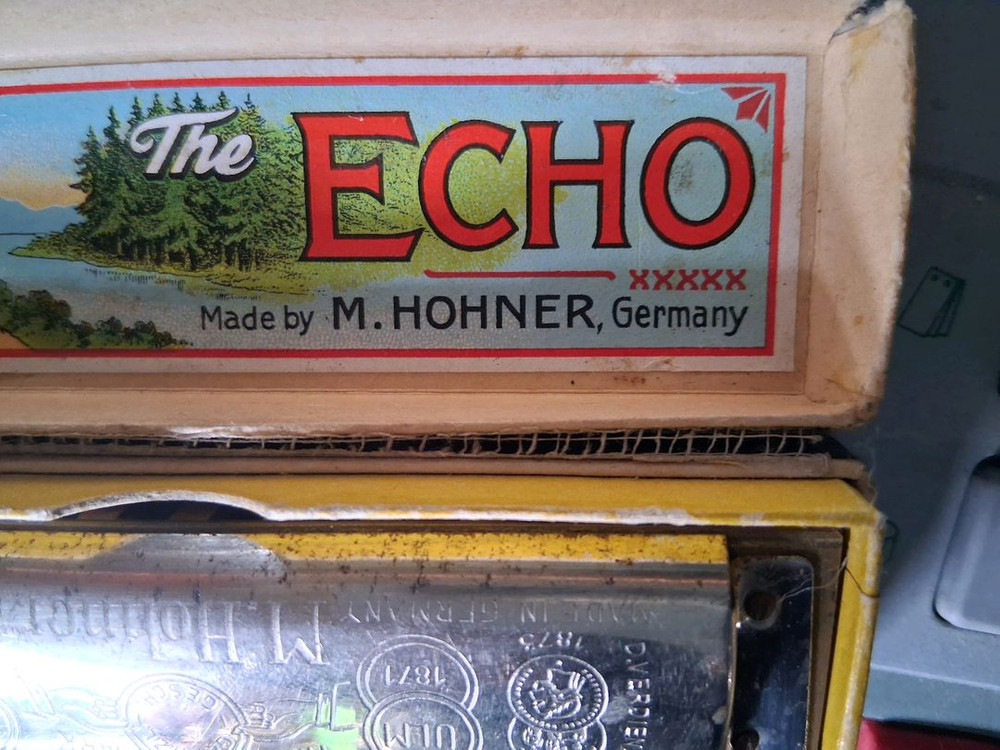 The ECHO
xxxxx
Made by M. HOHNER, Germany
MADE IN GERMANY
M. Hohner
1873
1871
ULM